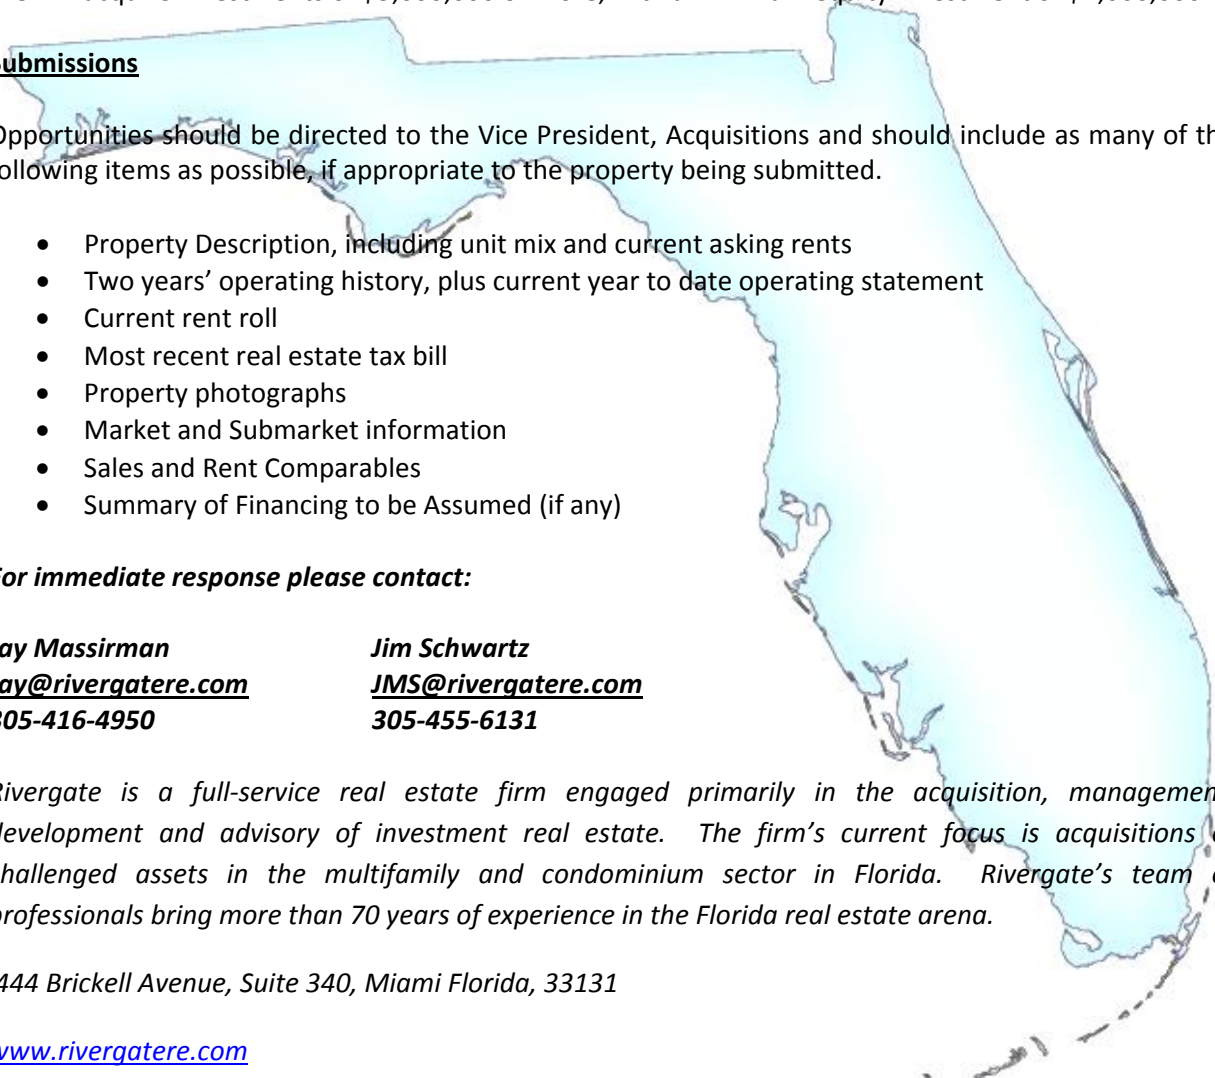 Submissions
Opportunities should be directed to the Vice President, Acquisitions and should include as many of th
following items as possible, if appropriate to the property being submitted.
• Property Description, including unit mix and current asking rents
• Two years’ operating history, plus current year to date operating statement
• Current rent roll
• Most recent real estate tax bill
• Property photographs
• Market and Submarket information
• Sales and Rent Comparables
• Summary of Financing to be Assumed (if any)
For immediate response please contact:
Jay Massirman Jim Schwartz
jay@rivergatere.com JMS@rivergatere.com
305-416-4950 305-455-6131
Rivergate is a full-service real estate firm engaged primarily in the acquisition, managemen
development and advisory of investment real estate. The firm’s current focus is acquisitions o
challenged assets in the multifamily and condominium sector in Florida. Rivergate’s team o
professionals bring more than 70 years of experience in the Florida real estate arena.
444 Brickell Avenue, Suite 340, Miami Florida, 33131
www.rivergatere.com